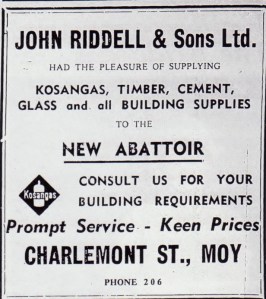 JOHN RIDDELL & Sons Ltd.
HAD THE PLEASURE OF SUPPLYING
KOSANGAS, TIMBER, CEMENT,
GLASS and all BUILDING SUPPLIES
TO THE
NEW ABATTOIR
Kosangas
CONSULT US FOR YOUR
BUILDING REQUIREMENTS
Prompt Service - Keen Prices
CHARLEMONT ST., MOY
PHONE 206